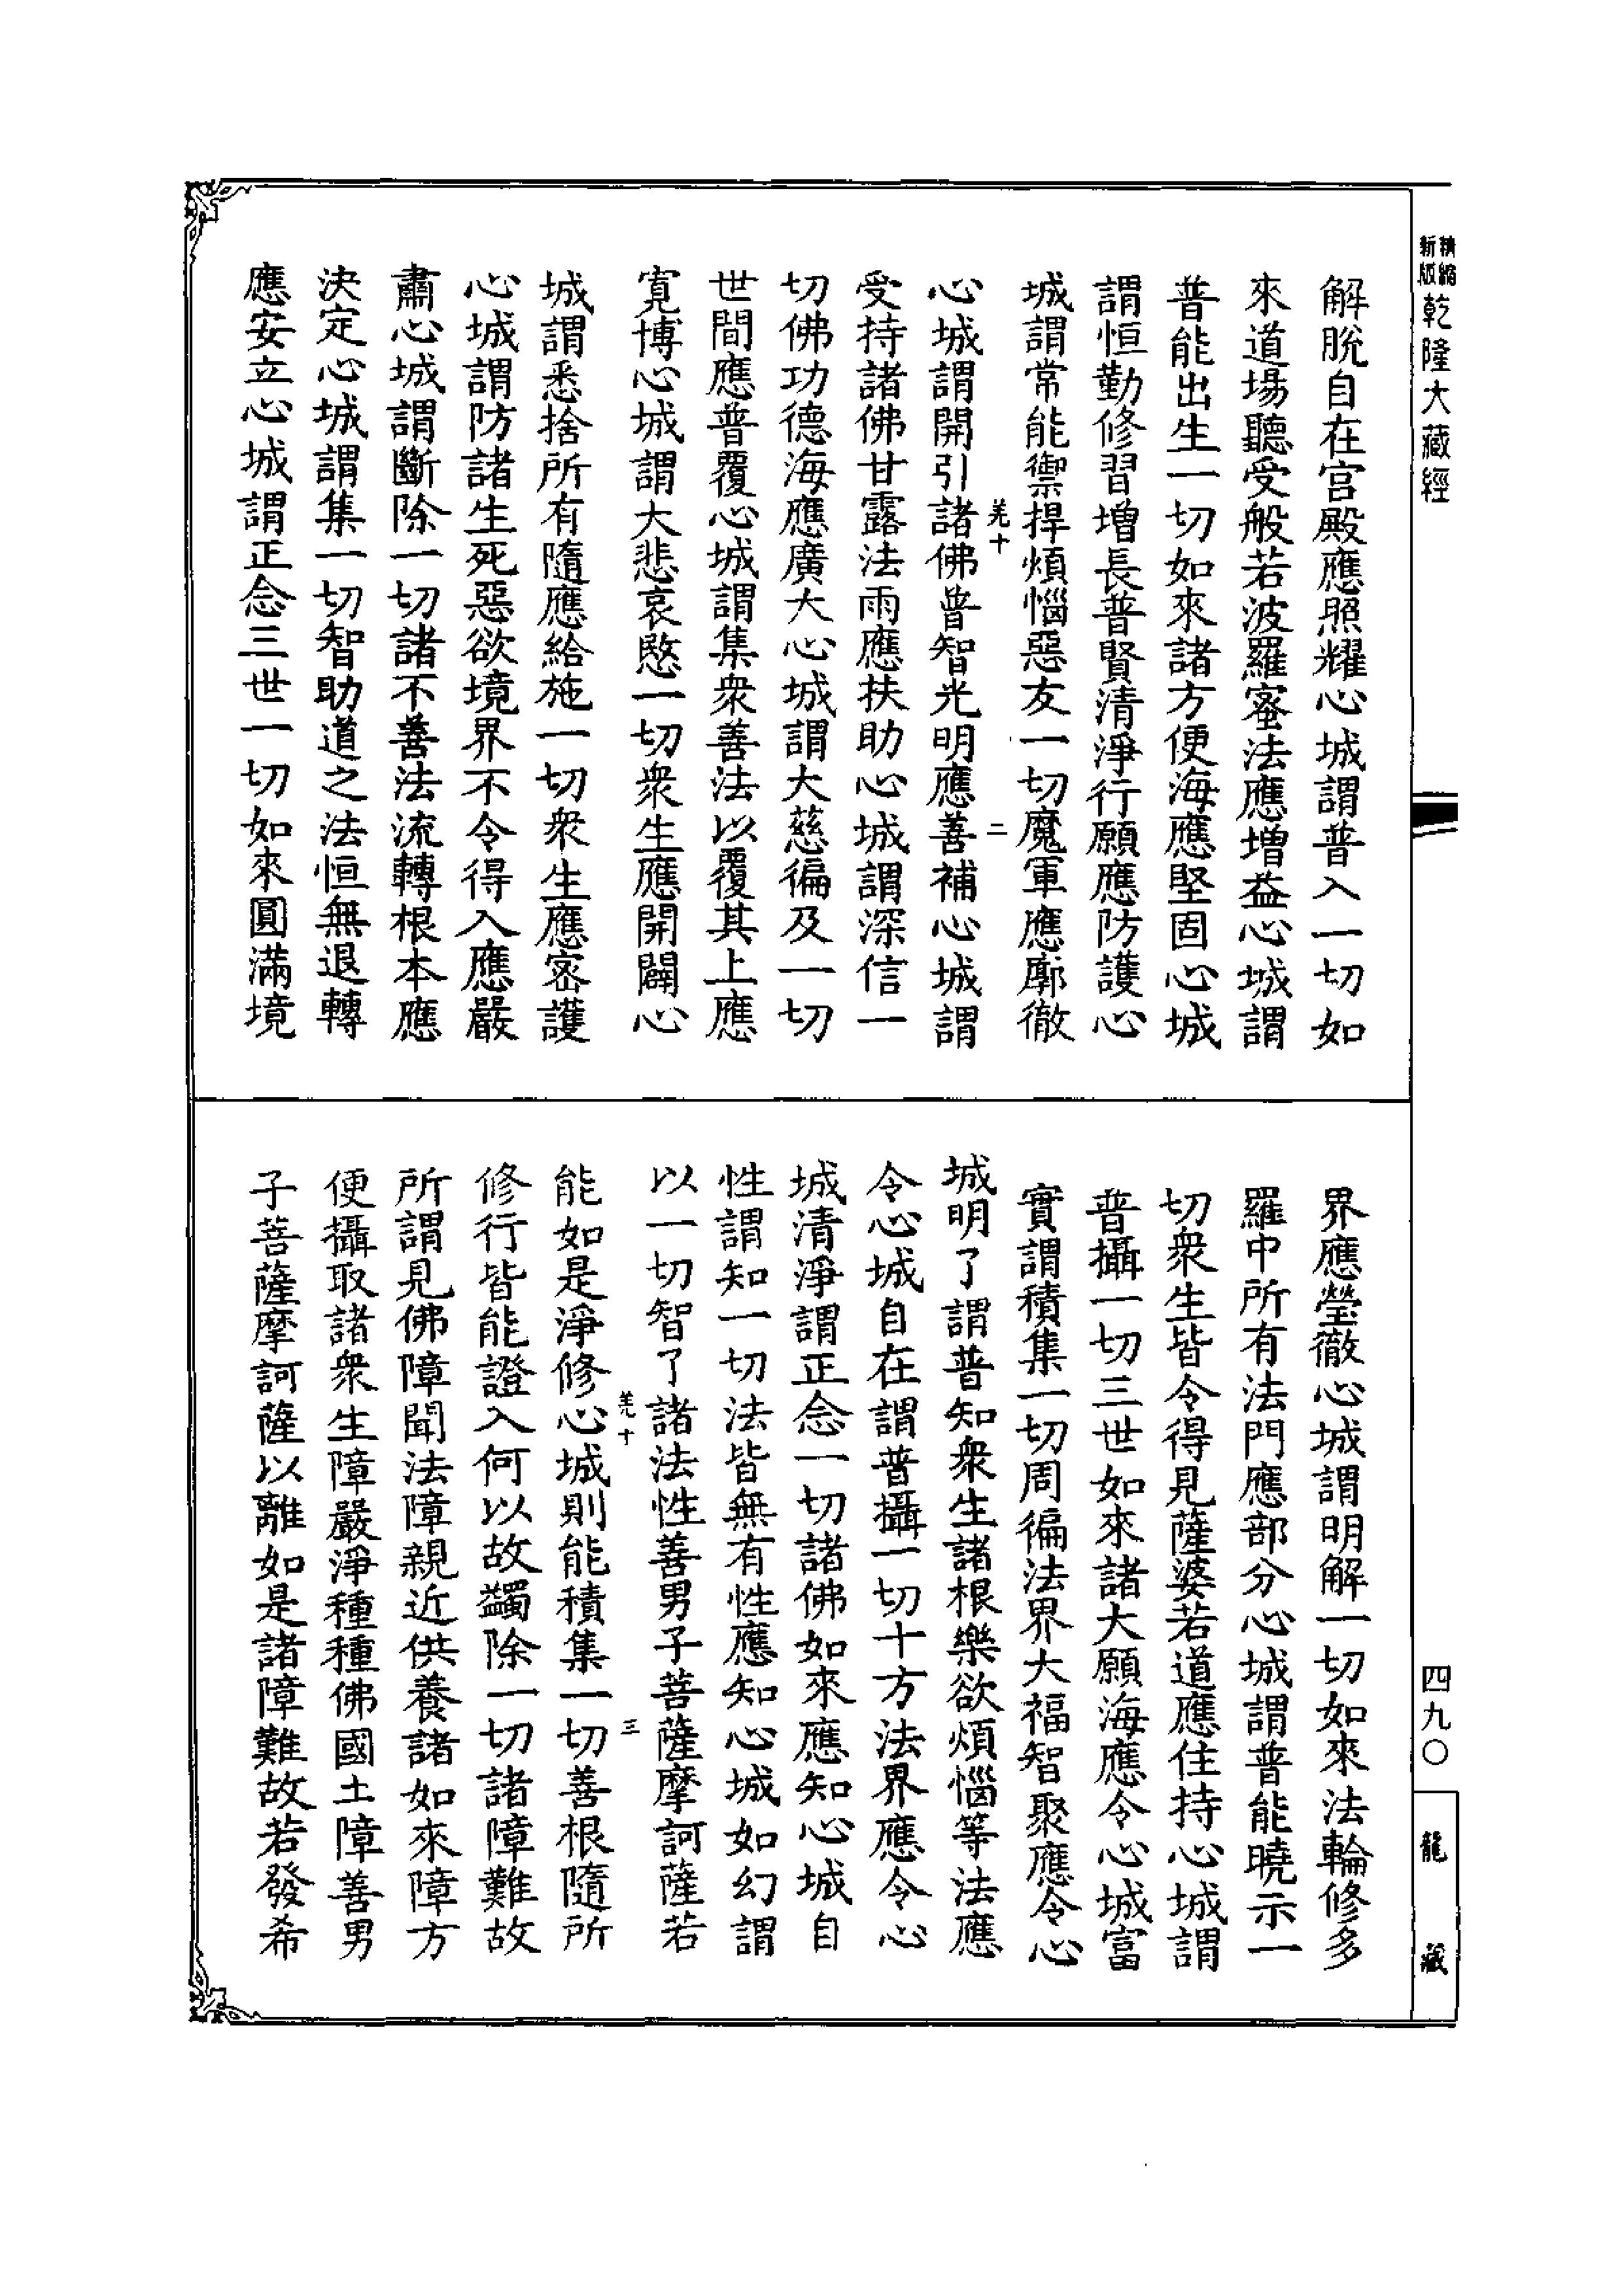 精縮
新版
乾隆大藏經
解脫自在宮殿應照耀心城謂普入一切如
來道場聽受般若波羅蜜法應增益心城謂
普能出生一切如來諸方便海應堅固心城
謂恒勤修習增長普賢清淨行願應防護心
城謂常能禦捍煩惱惡友一切魔軍應廓徹
羌十
二
心城謂開引諸佛普智光明應善補心城謂
受持諸佛甘露法雨應扶助心城謂深信一
切佛功德海應廣大心城謂大慈徧及一切
世間應普覆心城謂集衆善法以覆其上應
寬博心城謂大悲哀愍一切衆生應開闢心
城謂悉捨所有隨應給施一切衆生應密護
心城謂防諸生死惡欲境界不令得入應嚴
肅心城謂斷除一切諸不善法流轉根本應
決定心城謂集一切智助道之法恒無退轉
應安立心城謂正念三世一切如來圓滿境
界應瑩徹心城謂明解一切如來法輪修多
羅中所有法門應部分心城謂普能曉示一
切衆生皆令得見薩婆若道應住持心城謂
普攝一切三世如來諸大願海應令心城富
實謂積集一切周徧法界大福智聚應令心
城明了謂普知衆生諸根樂欲煩惱等法應
令心城自在謂普攝一切十方法界應令心
城清淨謂正念一切諸佛如來應知心城自
性謂知一切法皆無有性應知心城如幻謂
以一切智了諸法性善男子菩薩摩訶薩若
羌十
三
能如是淨修心城則能積集一切善根隨所
修行皆能證入何以故蠲除一切諸障難故
所謂見佛障聞法障親近供養諸如來障方
便攝取諸衆生障嚴淨種種佛國土障善男
子菩薩摩訶薩以離如是諸障難故若發希
四九〇
龍藏